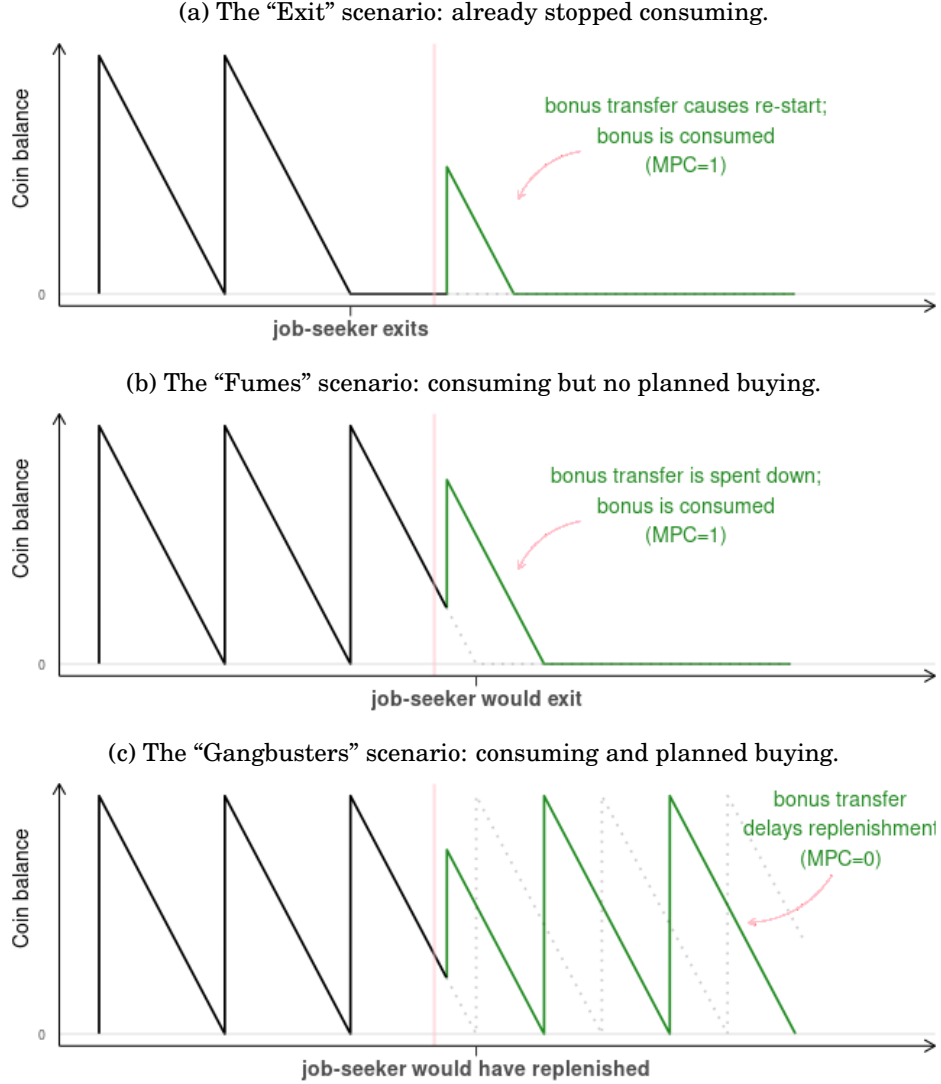 (a) The “Exit” scenario: already stopped consuming.
Coin balance
bonus transfer causes re-start;
bonus is consumed
(MPC=1)
0
job-seeker exits
(b) The “Fumes” scenario: consuming but no planned buying.
Coin balance
bonus transfer is spent down;
bonus is consumed
(MPC=1)
0
job-seeker would exit
(c) The “Gangbusters” scenario: consuming and planned buying.
Coin balance
bonus transfer
delays replenishment
(MPC=0)
0
job-seeker would have replenished